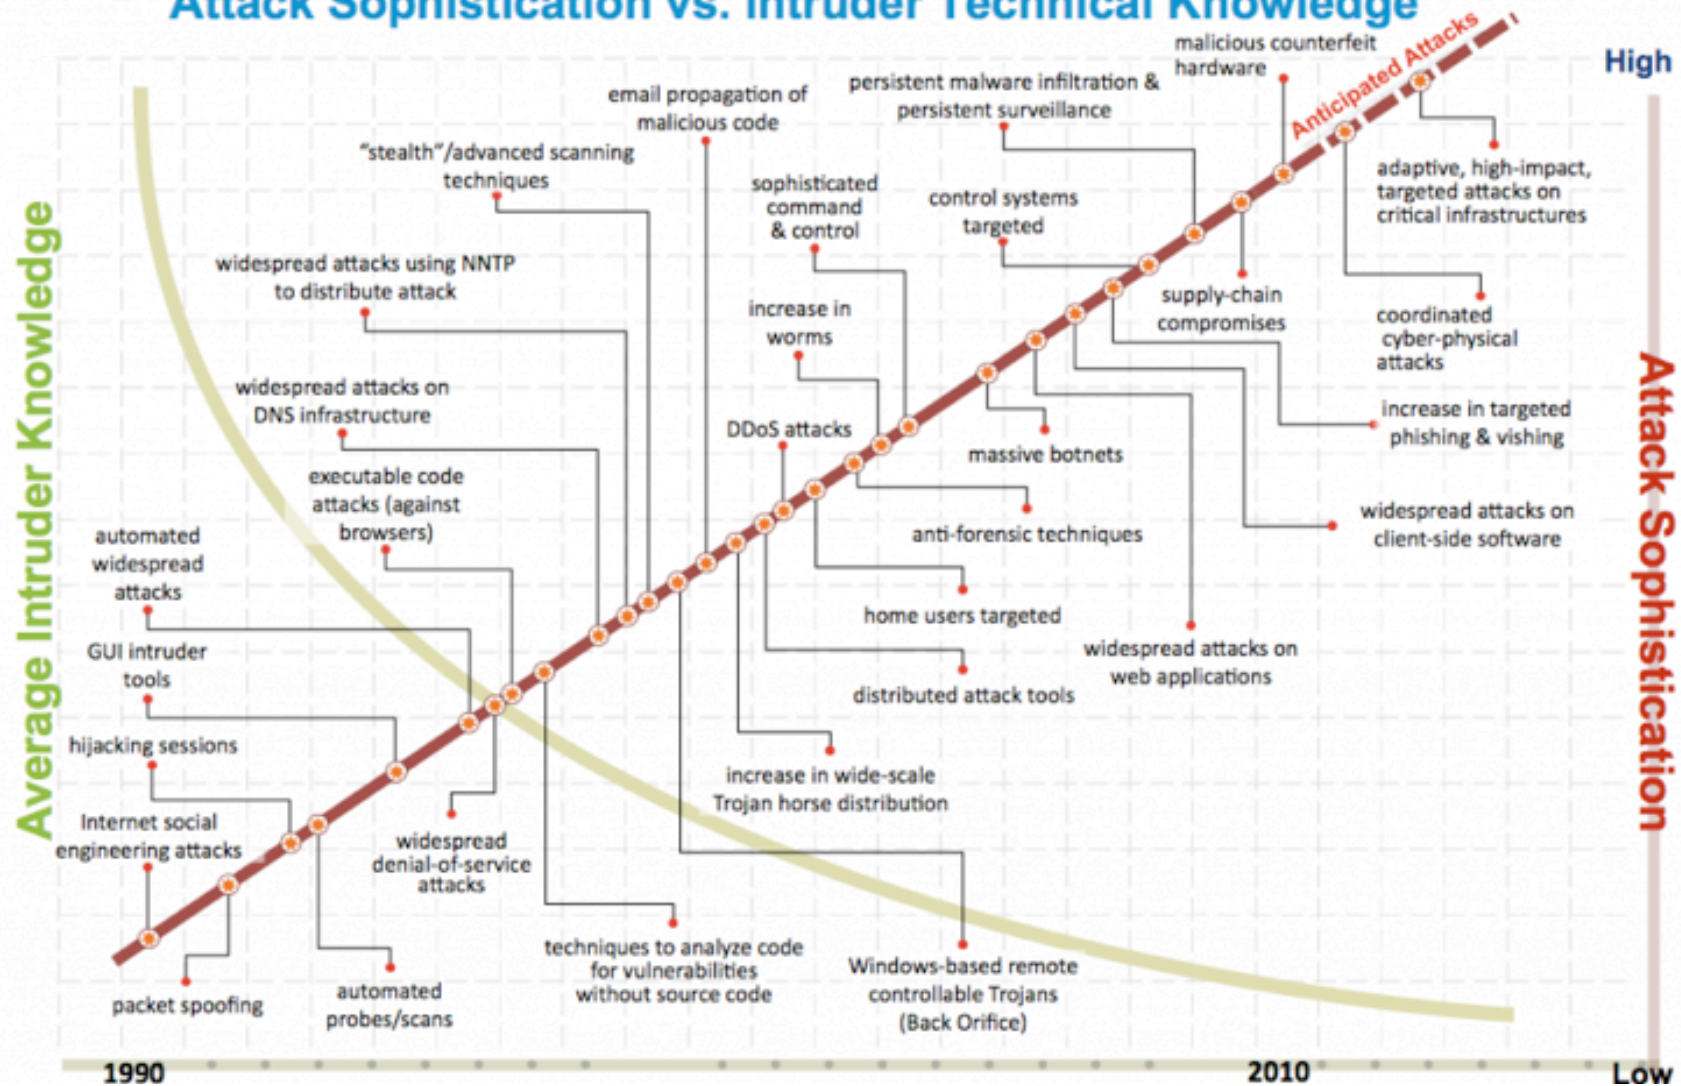 Attack Sophistication vs. Intruder Technical Knowledge
High
Anticipated Attacks
malicious counterfeit
hardware
persistent malware infiltration &
persistent surveillance
email propagation of
malicious code
“stealth”/advanced scanning
techniques
sophisticated
command
& control
control systems
targeted
adaptive, high-impact,
targeted attacks on
critical infrastructures
widespread attacks using NNTP
to distribute attack
increase in
worms
supply-chain
compromises
coordinated
cyber-physical
attacks
widespread attacks on
DNS infrastructure
DDoS attacks
massive botnets
increase in targeted
phishing & vishing
executable code
attacks (against
browsers)
anti-forensic techniques
widespread attacks on
client-side software
automated
widespread
attacks
home users targeted
GUI intruder
tools
distributed attack tools
widespread attacks on
web applications
hijacking sessions
increase in wide-scale
Trojan horse distribution
Internet social
engineering attacks
widespread
denial-of-service
attacks
techniques to analyze code
for vulnerabilities
without source code
Windows-based remote
controllable Trojans
(Back Orifice)
packet spoofing
automated
probes/scans
Average Intruder Knowledge
Attack Sophistication
1990
2010
Low